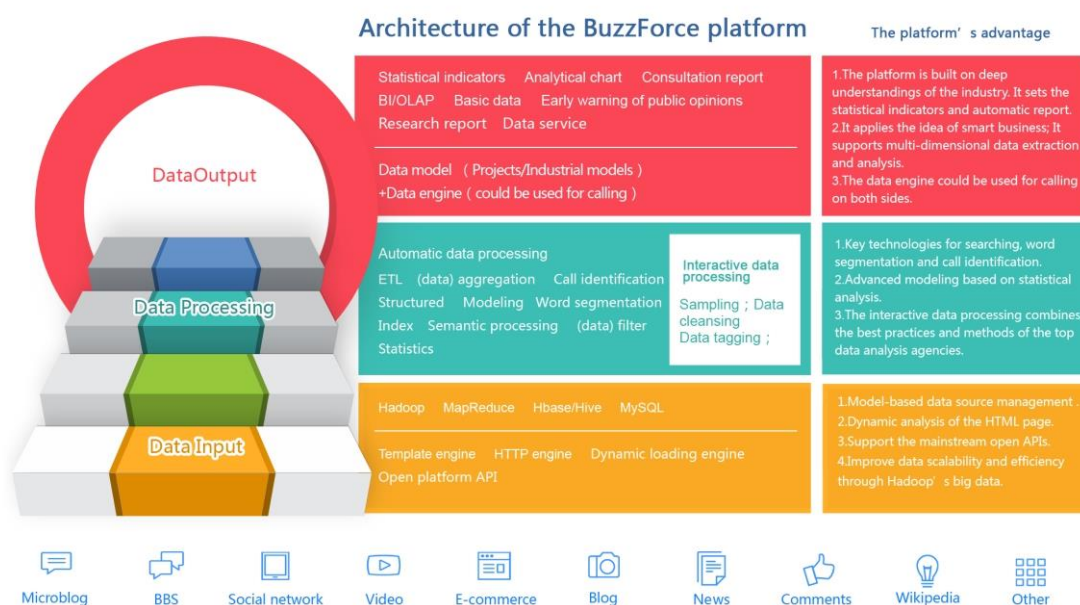 Architecture of the BuzzForce platform
The platform’s advantage
DataOutput
Statistical indicators Analytical chart Consultation report
BI/OLAP Basic data Early warning of public opinions
Research report Data service
Data model （Projects/Industrial models）
+Data engine（could be used for calling）
1.The platform is built on deep
understandings of the industry. It sets the
statistical indicators and automatic report.
2.It applies the idea of smart business; It
supports multi-dimensional data extraction
and analysis.
3.The data engine could be used for calling
on both sides.
Data Processing
Automatic data processing
ETL (data) aggregation Call identification
Structured Modeling Word segmentation
Index Semantic processing (data) filter
Statistics
Interactive data
processing
Sampling；Data
cleansing
Data tagging；
1.Key technologies for searching, word
segmentation and call identification.
2.Advanced modeling based on statistical
analysis.
3.The interactive data processing combines
the best practices and methods of the top
data analysis agencies.
Data Input
Hadoop MapReduce Hbase/Hive MySQL
Template engine HTTP engine Dynamic loading engine
Open platform API
1.Model-based data source management .
2.Dynamic analysis of the HTML page.
3.Support the mainstream open APIs.
4.Improve data scalability and efficiency
through Hadoop’s big data.
Microblog BBS Social network Video E-commerce Blog News Comments Wikipedia Other